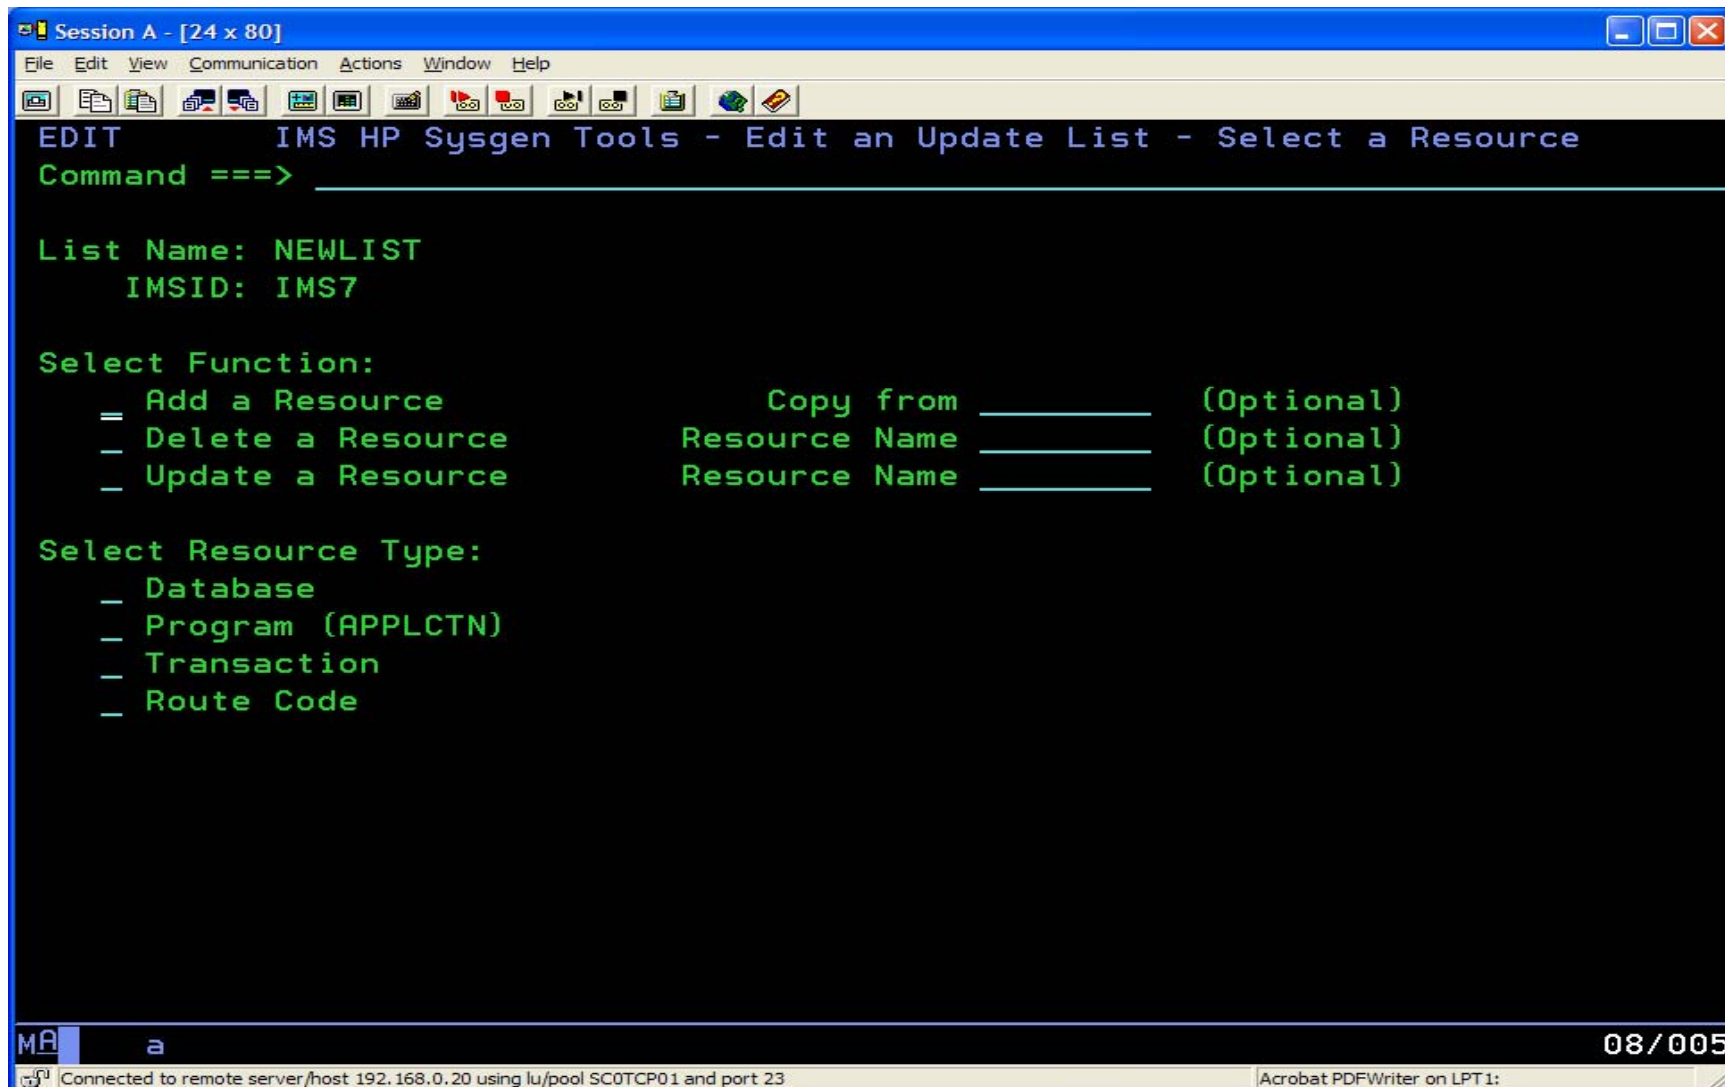 Session A - [24 x 80]
File Edit View Communication Actions Window Help
EDIT IMS HP Sysgen Tools - Edit an Update List - Select a Resource
Command ===>
List Name: NEWLIST
IMSID: IMS7
Select Function:
_ Add a Resource Copy from _________ (Optional)
_ Delete a Resource Resource Name _________ (Optional)
_ Update a Resource Resource Name _________ (Optional)
Select Resource Type:
_ Database
_ Program (APPLCTN)
_ Transaction
_ Route Code
MA a 08/005
Connected to remote server/host 192.168.0.20 using lu/pool SC0TCP01 and port 23 Acrobat PDFWriter on LPT1: